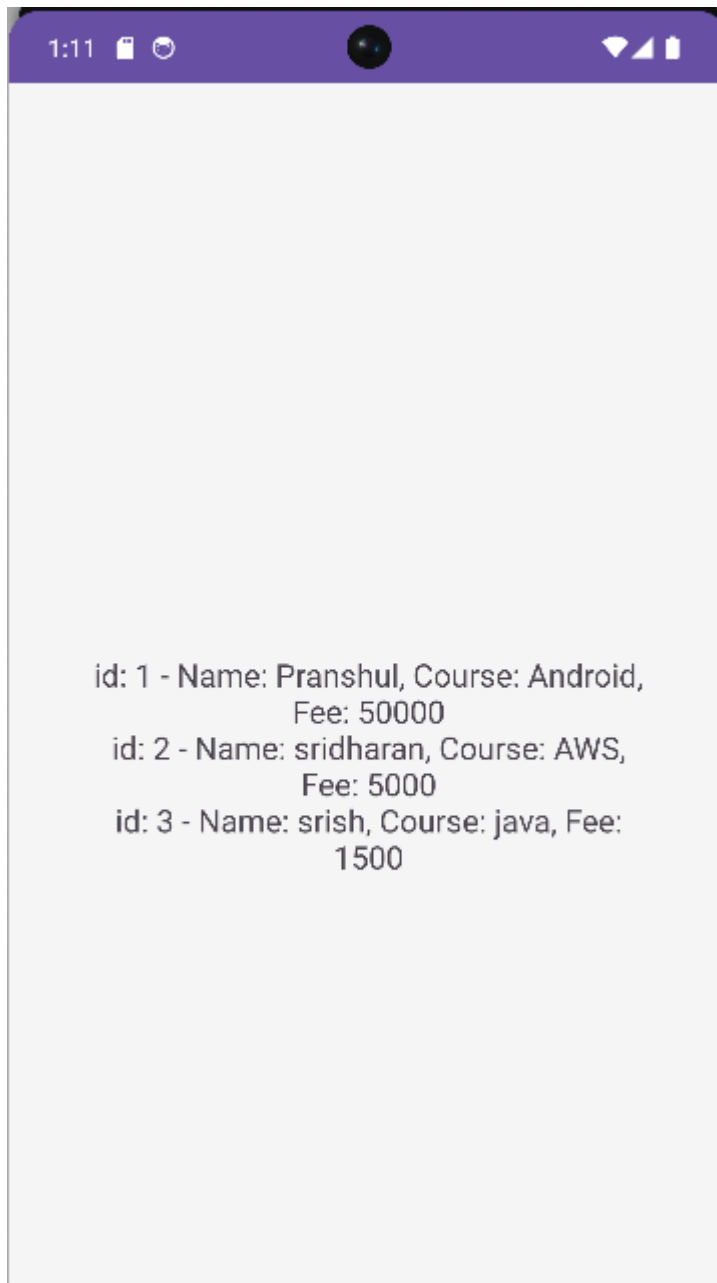 1:11
id: 1 - Name: Pranshul, Course: Android,
Fee: 50000
id: 2 - Name: sridharan, Course: AWS,
Fee: 5000
id: 3 - Name: srish, Course: java, Fee:
1500